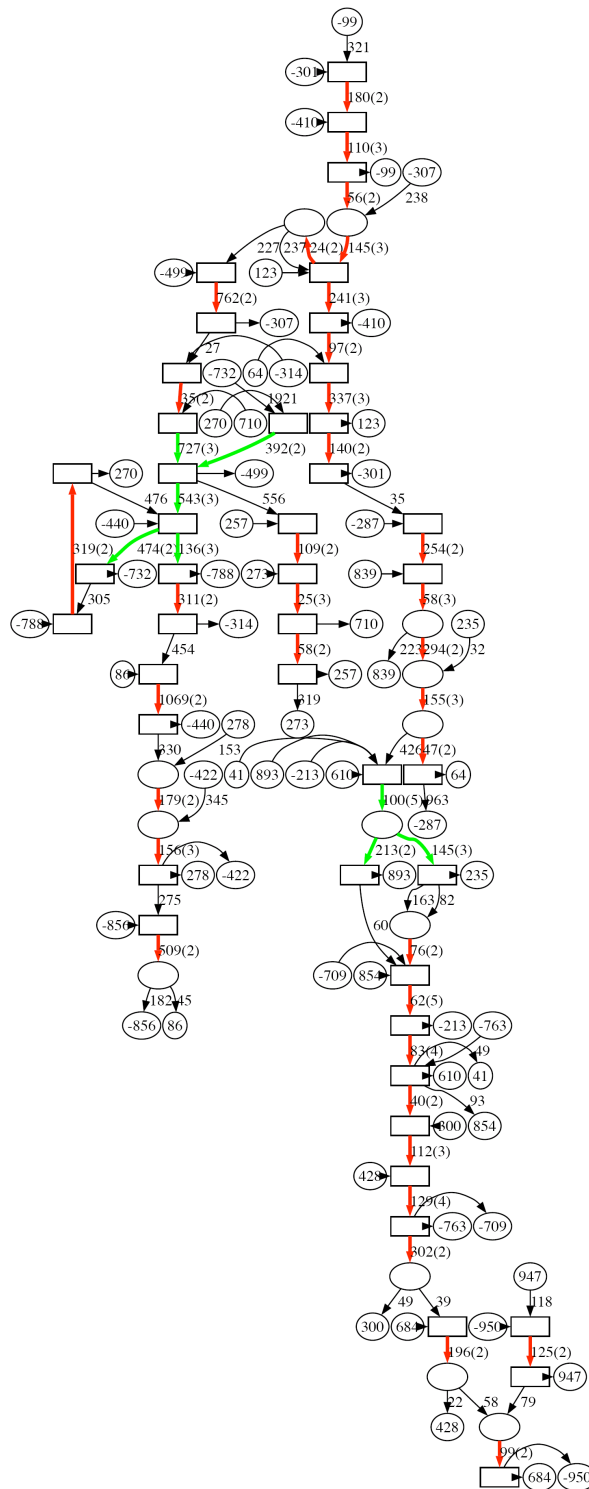 -99
321
-301
180(2)
-410
110(3)
-99 -307
56(2) 238
227 237 24(2) 145(3)
-499 123
762(2) 241(3)
-307 -410
27 97(2)
-732 64 -314
35(2) 1921 337(3)
270 710 123
727(3) 392(2) 140(2)
270 -499 -301
476 543(3) 556 35
-440 257 -287
319(2) 474(2) 136(3) 109(2) 254(2)
-732 -788 273 839
305 311(2) 25(3) 58(3)
-788 -314 710 235
454 58(2) 223 294(2) 32
86 257 839
1069(2) 319 155(3)
-440 278 273
330 153 426 47(2)
-422 41 893 -213 610 64
179(2) 345 100(5) 963
-287
156(3) 213(2) 145(3)
278 -422 893 235
275 163 82
-856 60
509(2) 76(2)
-709 854
182 45 62(5)
-856 86 -213 -763
83(4) 49
610 41
40(2) 93
300 854
112(3)
428
129(4)
-763 -709
302(2)
947
49 39 118
300 684 -950
196(2) 125(2)
947
22 58 79
428
99(2)
684 -950